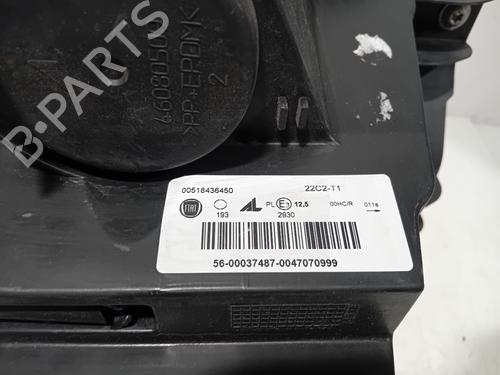 B-PARTS
>PP+EPDM<
2
00518436450
22C2-T1
FIAT
193
AL
PL
E3
12,5
2930
00HC/R
011a
56-00037487-0047070999